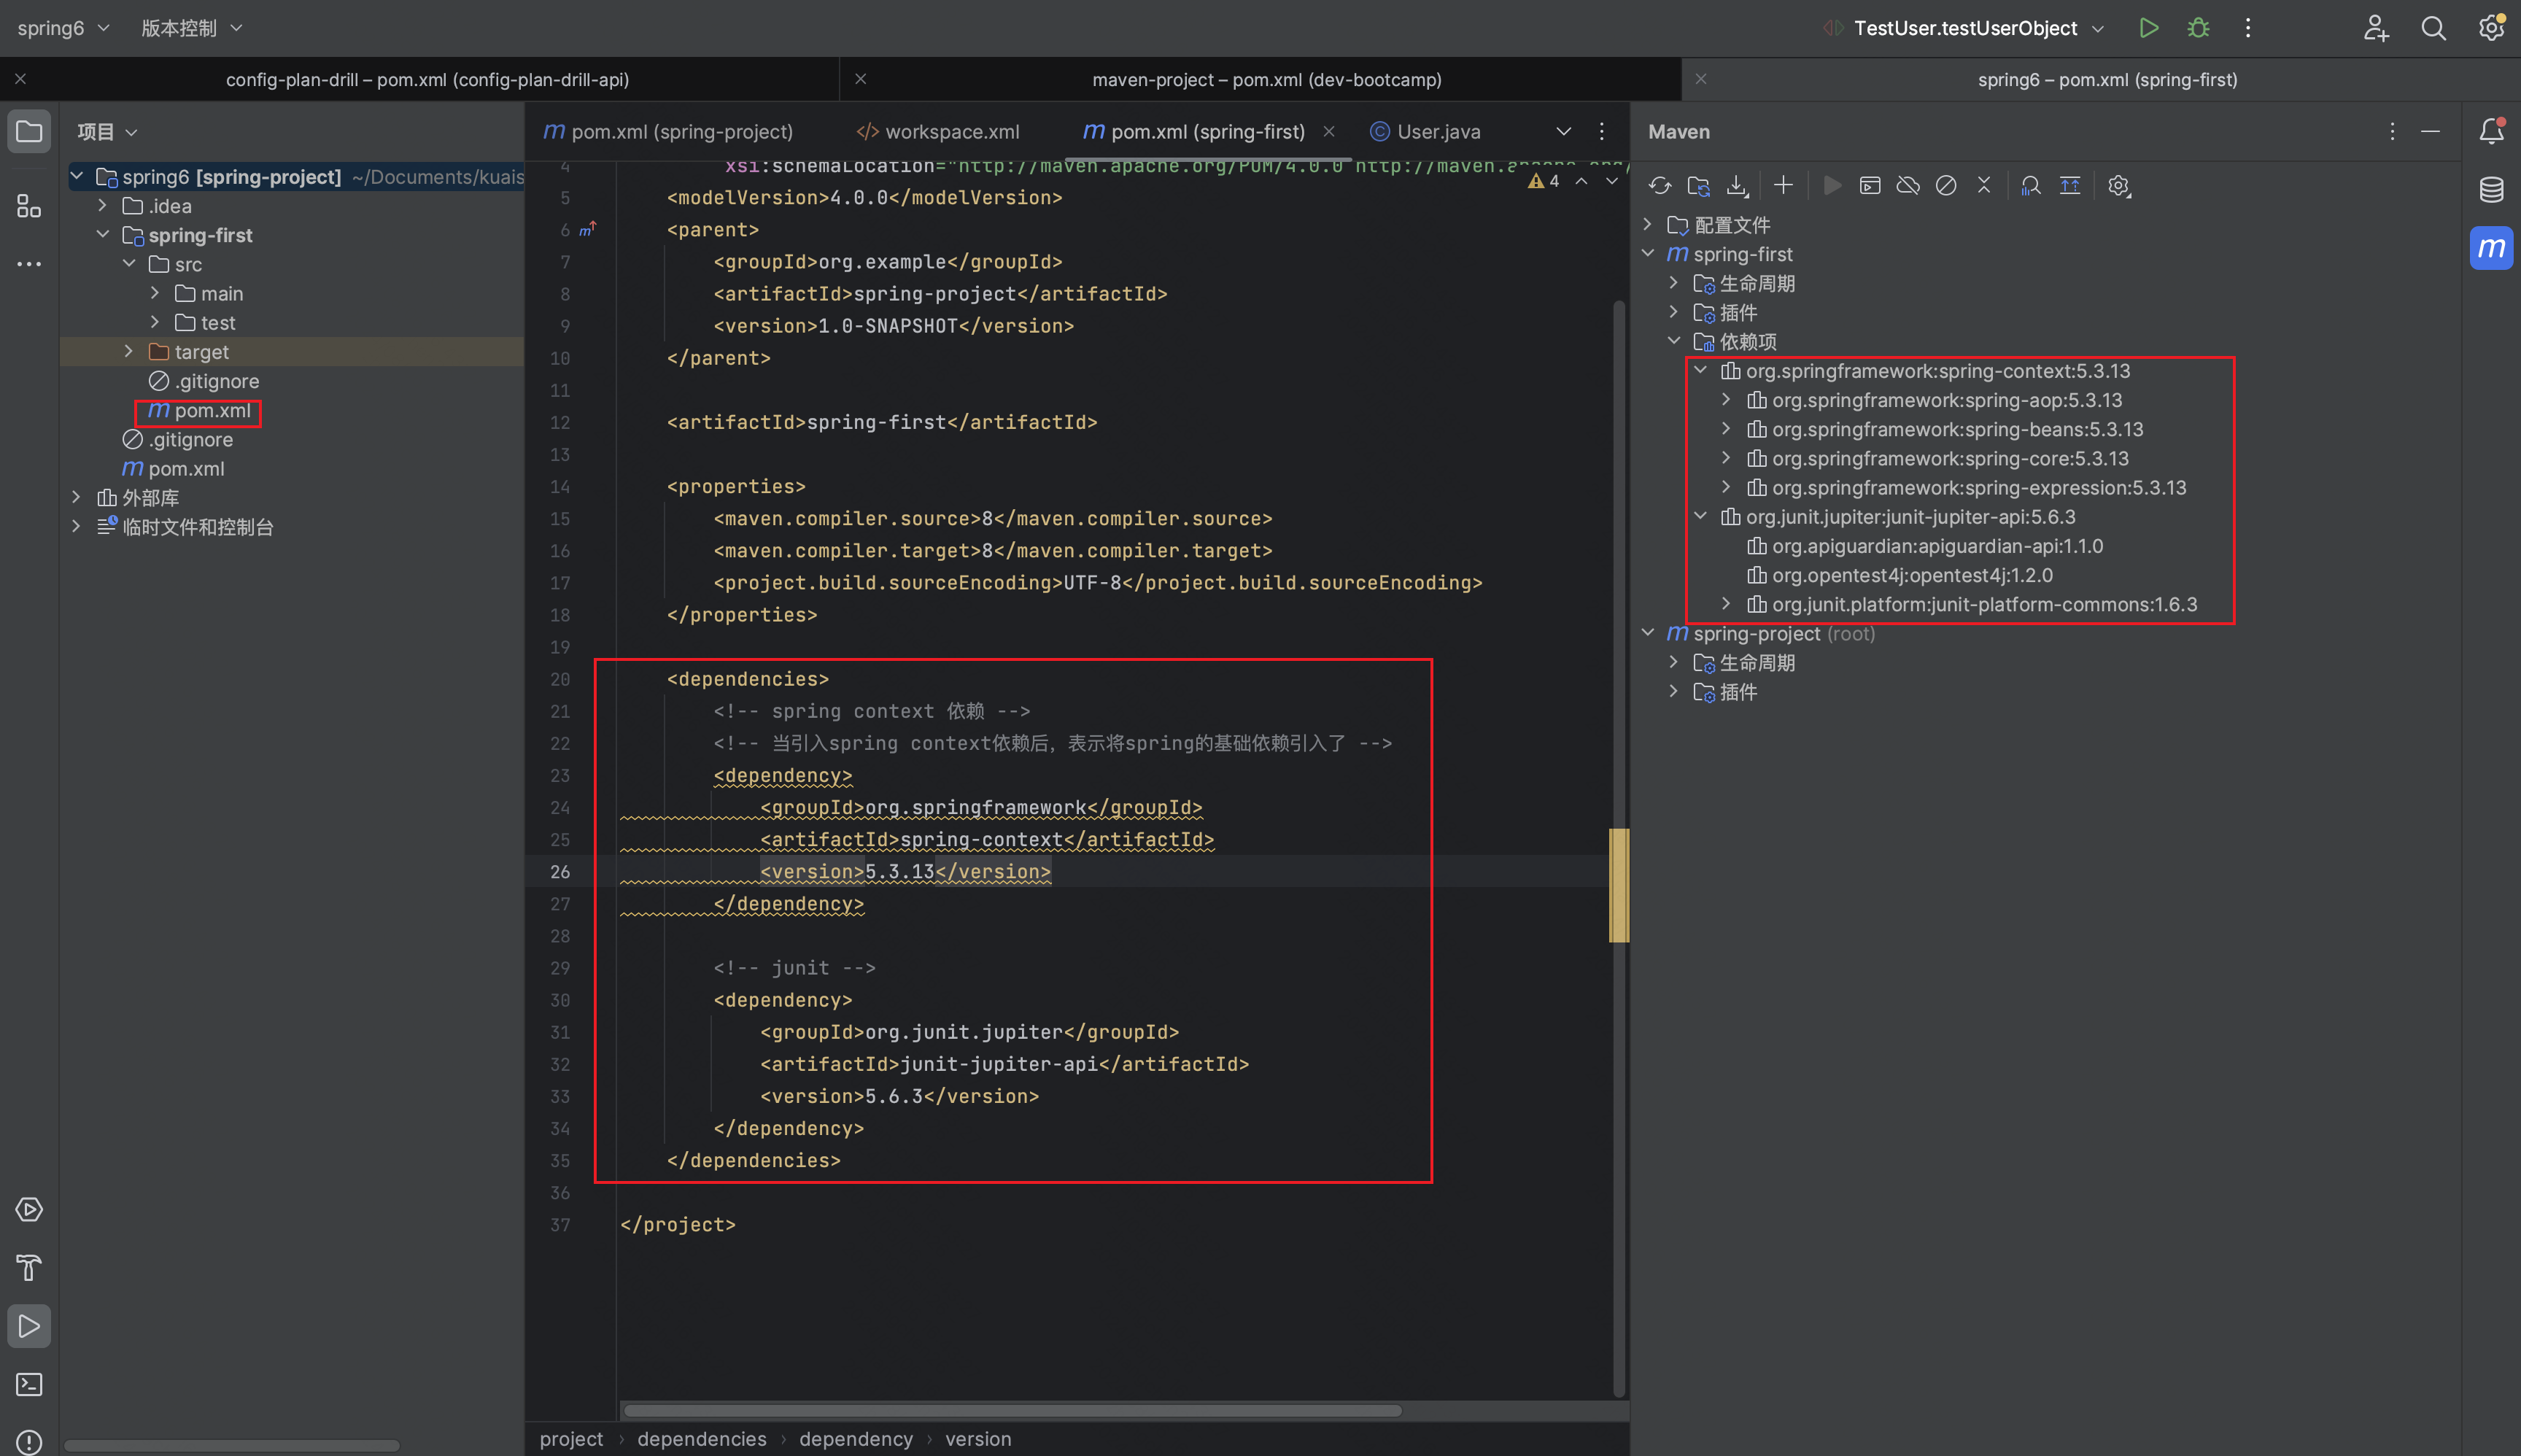 spring6
版本控制
TestUser.testUserObject
config-plan-drill – pom.xml (config-plan-drill-api)
maven-project – pom.xml (dev-bootcamp)
spring6 – pom.xml (spring-first)
项目
spring6 [spring-project] ~/Documents/kuais
.idea
spring-first
src
main
test
target
.gitignore
m pom.xml
.gitignore
m pom.xml
外部库
临时文件和控制台
m pom.xml (spring-project)
</> workspace.xml
m pom.xml (spring-first)
C User.java
4 xsi:schemaLocation="http://maven.apache.org/POM/4.0.0 http://maven.apache.org/
4
5 <modelVersion>4.0.0</modelVersion>
6 m <parent>
7 <groupId>org.example</groupId>
8 <artifactId>spring-project</artifactId>
9 <version>1.0-SNAPSHOT</version>
10 </parent>
11
12 <artifactId>spring-first</artifactId>
13
14 <properties>
15 <maven.compiler.source>8</maven.compiler.source>
16 <maven.compiler.target>8</maven.compiler.target>
17 <project.build.sourceEncoding>UTF-8</project.build.sourceEncoding>
18 </properties>
19
20 <dependencies>
21 <!-- spring context 依赖 -->
22 <!-- 当引入spring context依赖后，表示将spring的基础依赖引入了 -->
23 <dependency>
24 <groupId>org.springframework</groupId>
25 <artifactId>spring-context</artifactId>
26 <version>5.3.13</version>
27 </dependency>
28
29 <!-- junit -->
30 <dependency>
31 <groupId>org.junit.jupiter</groupId>
32 <artifactId>junit-jupiter-api</artifactId>
33 <version>5.6.3</version>
34 </dependency>
35 </dependencies>
36
37 </project>
project › dependencies › dependency › version
Maven
配置文件
m spring-first
生命周期
插件
依赖项
org.springframework:spring-context:5.3.13
org.springframework:spring-aop:5.3.13
org.springframework:spring-beans:5.3.13
org.springframework:spring-core:5.3.13
org.springframework:spring-expression:5.3.13
org.junit.jupiter:junit-jupiter-api:5.6.3
org.apiguardian:apiguardian-api:1.1.0
org.opentest4j:opentest4j:1.2.0
org.junit.platform:junit-platform-commons:1.6.3
m spring-project (root)
生命周期
插件
m